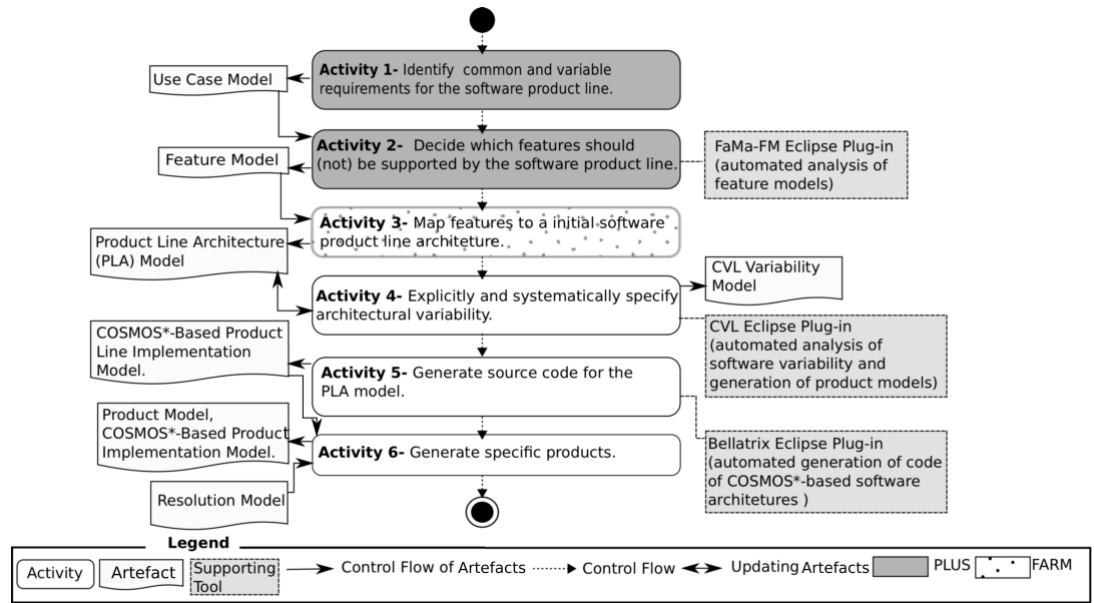 Activity 1- Identify common and variable
requirements for the software product line.
Use Case Model
Activity 2- Decide which features should
(not) be supported by the software product line.
FaMa-FM Eclipse Plug-in
(automated analysis of
feature models)
Feature Model
Activity 3- Map features to a initial software
product line architeture.
Product Line Architecture
(PLA) Model
CVL Variability
Model
Activity 4- Explicitly and systematically specify
architectural variability.
CVL Eclipse Plug-in
(automated analysis of
software variability and
generation of product models)
COSMOS*-Based Product
Line Implementation
Model.
Activity 5- Generate source code for the
PLA model.
Product Model,
COSMOS*-Based Product
Implementation Model.
Activity 6- Generate specific products.
Bellatrix Eclipse Plug-in
(automated generation of code
of COSMOS*-based software
architetures )
Resolution Model
Legend
Activity
Artefact
Supporting
Tool
Control Flow of Artefacts
Control Flow
Updating Artefacts
PLUS
FARM